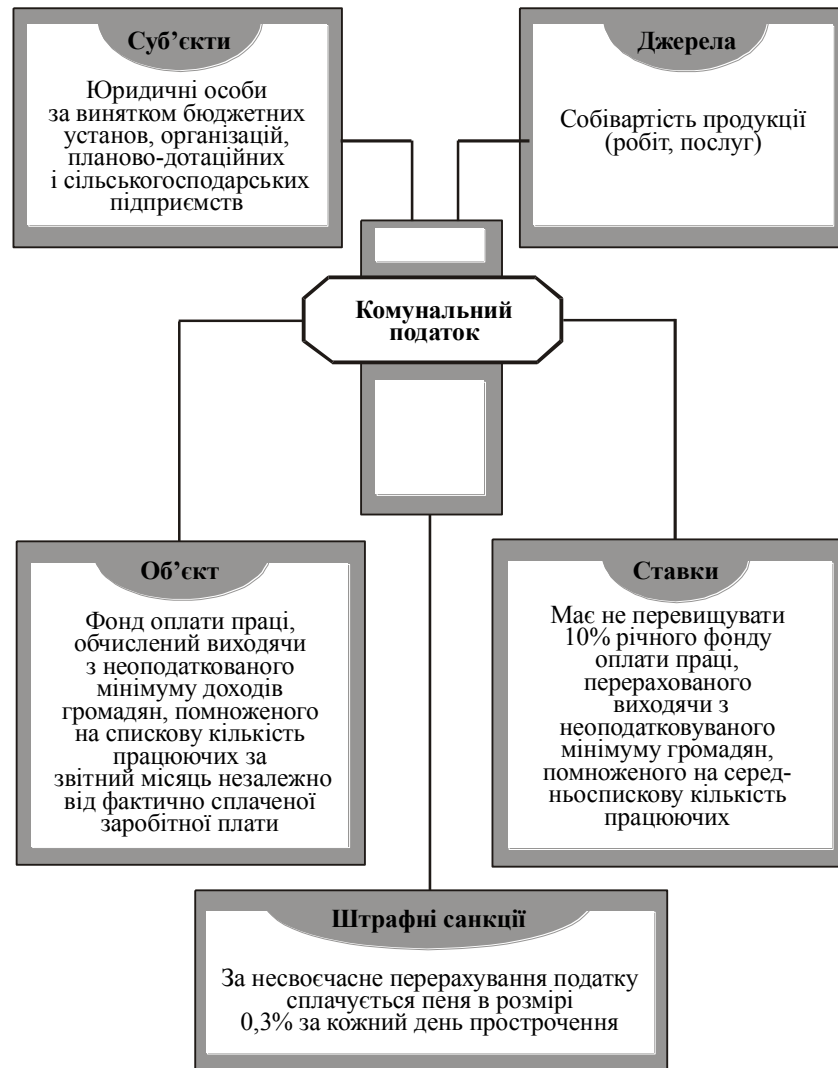 Суб’єкти
Юридичні особи
за винятком бюджетних
установ, організацій,
планово-дотаційних
і сільськогосподарських
підприємств
Джерела
Собівартість продукції
(робіт, послуг)
Комунальний
податок
Об’єкт
Фонд оплати праці,
обчислений виходячи
з неоподаткованого
мінімуму доходів
громадян, помноженого
на спискову кількість
працюючих за
звітний місяць незалежно
від фактично сплаченої
заробітної плати
Ставки
Має не перевищувати
10% річного фонду
оплати праці,
перерахованого
виходячи з
неоподатковуваного
мінімуму громадян,
помноженого на серед-
ньоспискову кількість
працюючих
Штрафні санкції
За несвоєчасне перерахування податку
сплачується пеня в розмірі
0,3% за кожний день прострочення